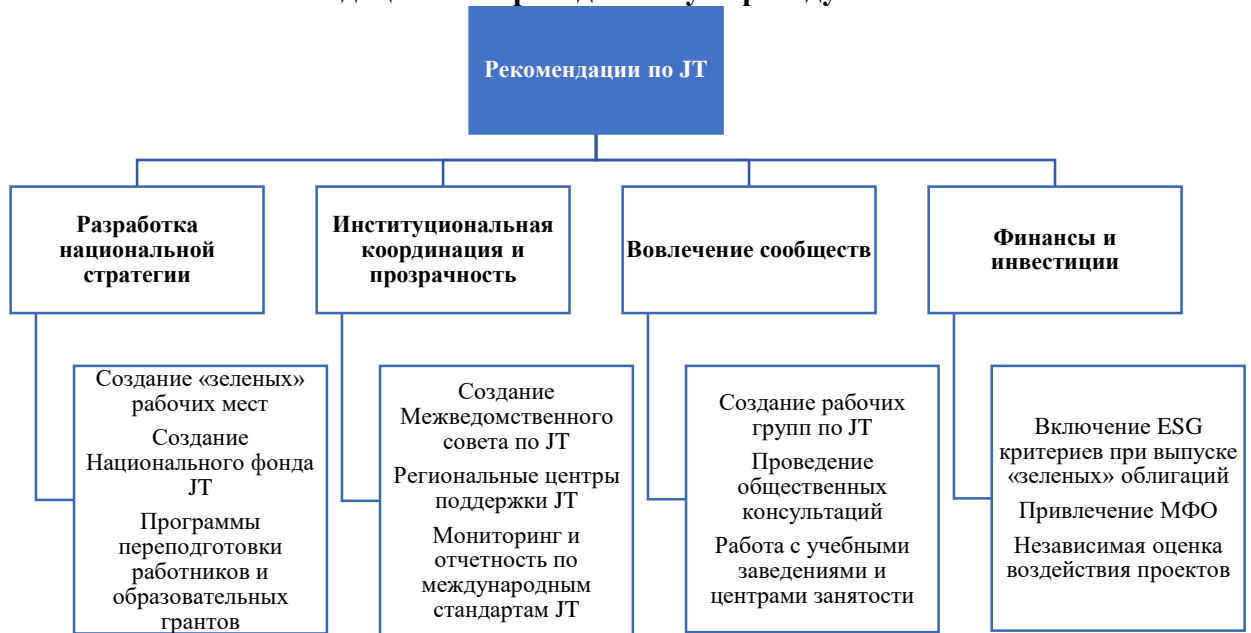 Рекомендации по JT
Разработка
национальной
стратегии
Институциональная
координация и
прозрачность
Вовлечение сообществ
Финансы и
инвестиции
Создание «зеленых»
рабочих мест
Создание
Национального фонда
JT
Программы
переподготовки
работников и
образовательных
грантов
Создание
Межведомственного
совета по JT
Региональные центры
поддержки JT
Мониторинг и
отчетность по
международным
стандартам JT
Создание рабочих
групп по JT
Проведение
общественных
консультаций
Работа с учебными
заведениями и
центрами занятости
Включение ESG
критериев при выпуске
«зеленых» облигаций
Привлечение МФО
Независимая оценка
воздействия проектов